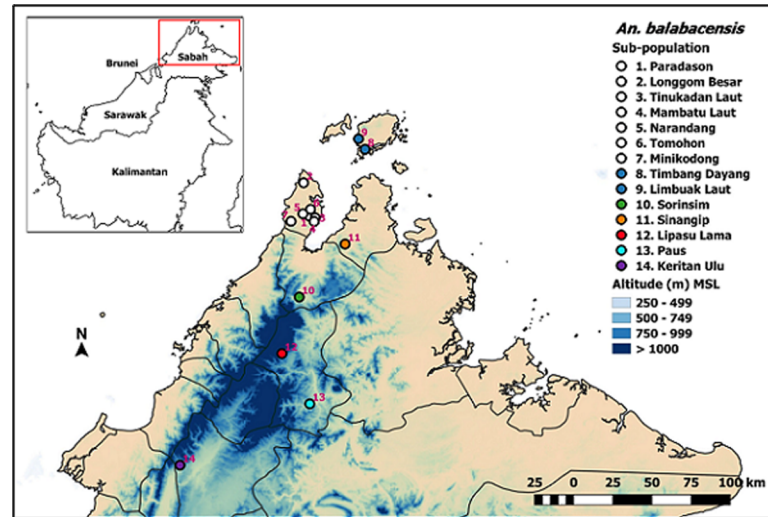 Brunei
Sabah
Sarawak
Kalimantan
An. balabacensis
Sub-population
1. Paradason
2. Longgom Besar
3. Tinukadan Laut
4. Mambatu Laut
5. Narandang
6. Tomohon
7. Minikodong
8. Timbang Dayang
9. Limbuak Laut
10. Sorinsim
11. Sinangip
12. Lipasu Lama
13. Paus
14. Keritan Ulu
Altitude (m) MSL
250 - 499
500 - 749
750 - 999
> 1000
9
8
2
5
1
4
11
10
12
13
14
N
25 0 25 50 75 100 km